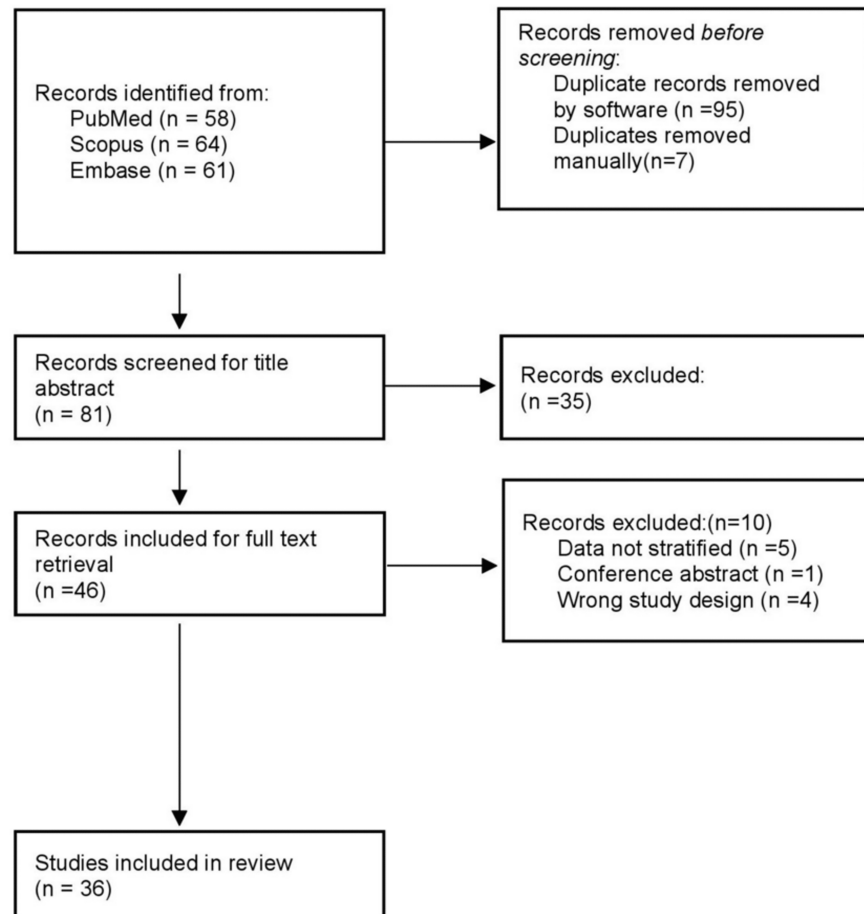 Records identified from:
PubMed (n = 58)
Scopus (n = 64)
Embase (n = 61)
Records removed before
screening:
Duplicate records removed
by software (n =95)
Duplicates removed
manually(n=7)
Records screened for title
abstract
(n = 81)
Records excluded:
(n =35)
Records included for full text
retrieval
(n =46)
Records excluded:(n=10)
Data not stratified (n =5)
Conference abstract (n =1)
Wrong study design (n =4)
Studies included in review
(n = 36)